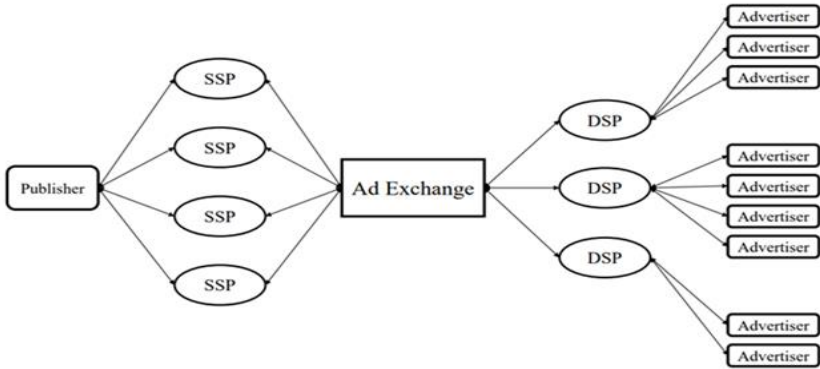 Publisher
SSP
SSP
SSP
SSP
Ad Exchange
DSP
DSP
DSP
Advertiser
Advertiser
Advertiser
Advertiser
Advertiser
Advertiser
Advertiser
Advertiser
Advertiser